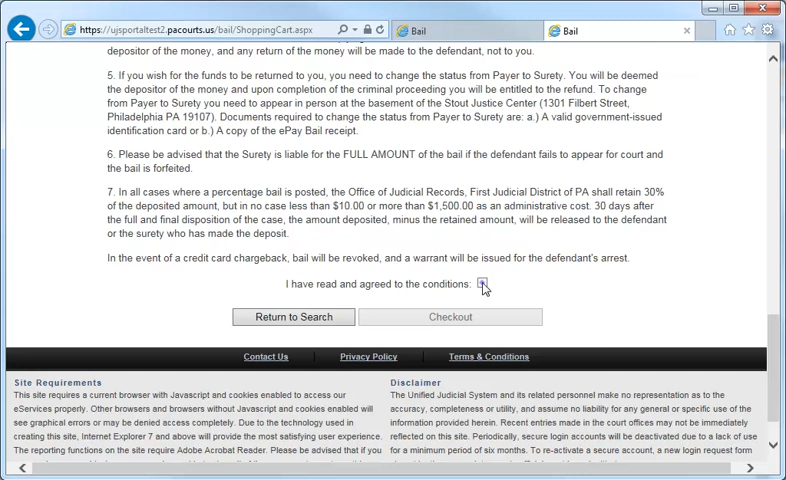 https://ujsportaltest2.pacourts.us/bail/ShoppingCart.aspx
Bail
Bail
depositor of the money, and any return of the money will be made to the defendant, not to you.
5. If you wish for the funds to be returned to you, you need to change the status from Payer to Surety. You will be deemed
the depositor of the money and upon completion of the criminal proceeding you will be entitled to the refund. To change
from Payer to Surety you need to appear in person at the basement of the Stout Justice Center (1301 Filbert Street,
Philadelphia PA 19107). Documents required to change the status from Payer to Surety are: a.) A valid government-issued
identification card or b.) A copy of the ePay Bail receipt.
6. Please be advised that the Surety is liable for the FULL AMOUNT of the bail if the defendant fails to appear for court and
the bail is forfeited.
7. In all cases where a percentage bail is posted, the Office of Judicial Records, First Judicial District of PA shall retain 30%
of the deposited amount, but in no case less than $10.00 or more than $1,500.00 as an administrative cost. 30 days after
the full and final disposition of the case, the amount deposited, minus the retained amount, will be released to the defendant
or the surety who has made the deposit.
In the event of a credit card chargeback, bail will be revoked, and a warrant will be issued for the defendant's arrest.
I have read and agreed to the conditions:
Return to Search
Checkout
Contact Us
Privacy Policy
Terms & Conditions
Site Requirements
This site requires a current browser with Javascript and cookies enabled to access our
eServices properly. Other browsers and browsers without Javascript and cookies enabled will
see graphical errors or may be denied access completely. Due to the technology used in
creating this site, Internet Explorer 7 and above will provide the most satisfying user experience.
The reporting functions on the site require Adobe Acrobat Reader. Please be advised that if you
Disclaimer
The Unified Judicial System and its related personnel make no representation as to the
accuracy, completeness or utility, and assume no liability for any general or specific use of the
information provided herein. Recent entries made in the court offices may not be immediately
reflected on this site. Periodically, secure login accounts will be deactivated due to a lack of use
for a minimum period of six months. To re-activate a secure account, a new login request form